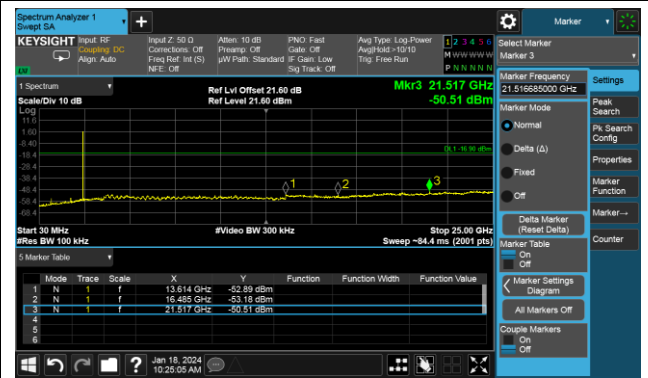 Spectrum Analyzer 1
Swept SA
Marker
KEYSIGHT
Input: RF
Coupling: DC
Align: Auto
Input Z: 50 Ω
Corrections: Off
Freq Ref: Int (S)
NFE: Off
Atten: 10 dB
Preamp: Off
µW Path: Standard
PNO: Fast
Gate: Off
IF Gain: Low
Sig Track: Off
Avg Type: Log-Power
Avg|Hold:>10/10
Trig: Free Run
1 2 3 4 5 6
M W W W W W
P N N N N N
LXI
Select Marker
Marker 3
1 Spectrum
Scale/Div 10 dB
Log
Ref Lvl Offset 21.60 dB
Ref Level 21.60 dBm
Mkr3 21.517 GHz
-50.51 dBm
11.6
1.60
-8.40
-18.4
-28.4
-38.4
-48.4
-58.4
-68.4
1
2
3
Start 30 MHz
#Res BW 100 kHz
#Video BW 300 kHz
Stop 25.00 GHz
Sweep ~84.4 ms (2001 pts)
5 Marker Table
Mode Trace Scale X Y Function Function Width Function Value
1 N 1 f 13.614 GHz -52.89 dBm
2 N 1 f 16.485 GHz -53.18 dBm
3 N 1 f 21.517 GHz -50.51 dBm
4
5
6
Marker Frequency
21.516685000 GHz
Marker Mode
Normal
Delta (Δ)
Fixed
Off
Delta Marker
(Reset Delta)
Marker Table
On
Off
Marker Settings
Diagram
All Markers Off
Couple Markers
On
Off
Settings
Peak
Search
Pk Search
Config
Properties
Marker
Function
Marker→
Counter
?
Jan 18, 2024
10:25:05 AM